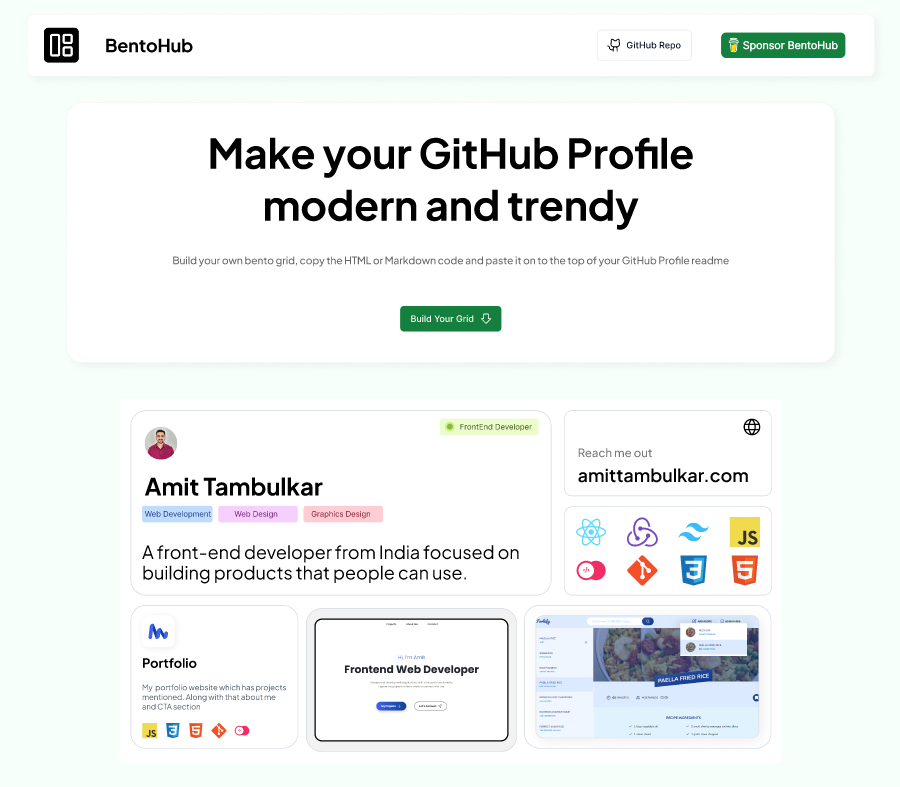 BentoHub
GitHub Repo
Sponsor BentoHub
Make your GitHub Profile
modern and trendy
Build your own bento grid, copy the HTML or Markdown code and paste it on to the top of your GitHub Profile readme
Build Your Grid
FrontEnd Developer
Amit Tambulkar
Web Development
Web Design
Graphics Design
A front-end developer from India focused on
building products that people can use.
Reach me out
amittambulkar.com
JS
Portfolio
My portfolio website which has projects
mentioned. Along with that about me
and CTA section
JS
Projects
About Me
Contact
Hi, I'm Amit
Frontend Web Developer
PAELLA FRIED RICE
RECIPE INGREDIENTS